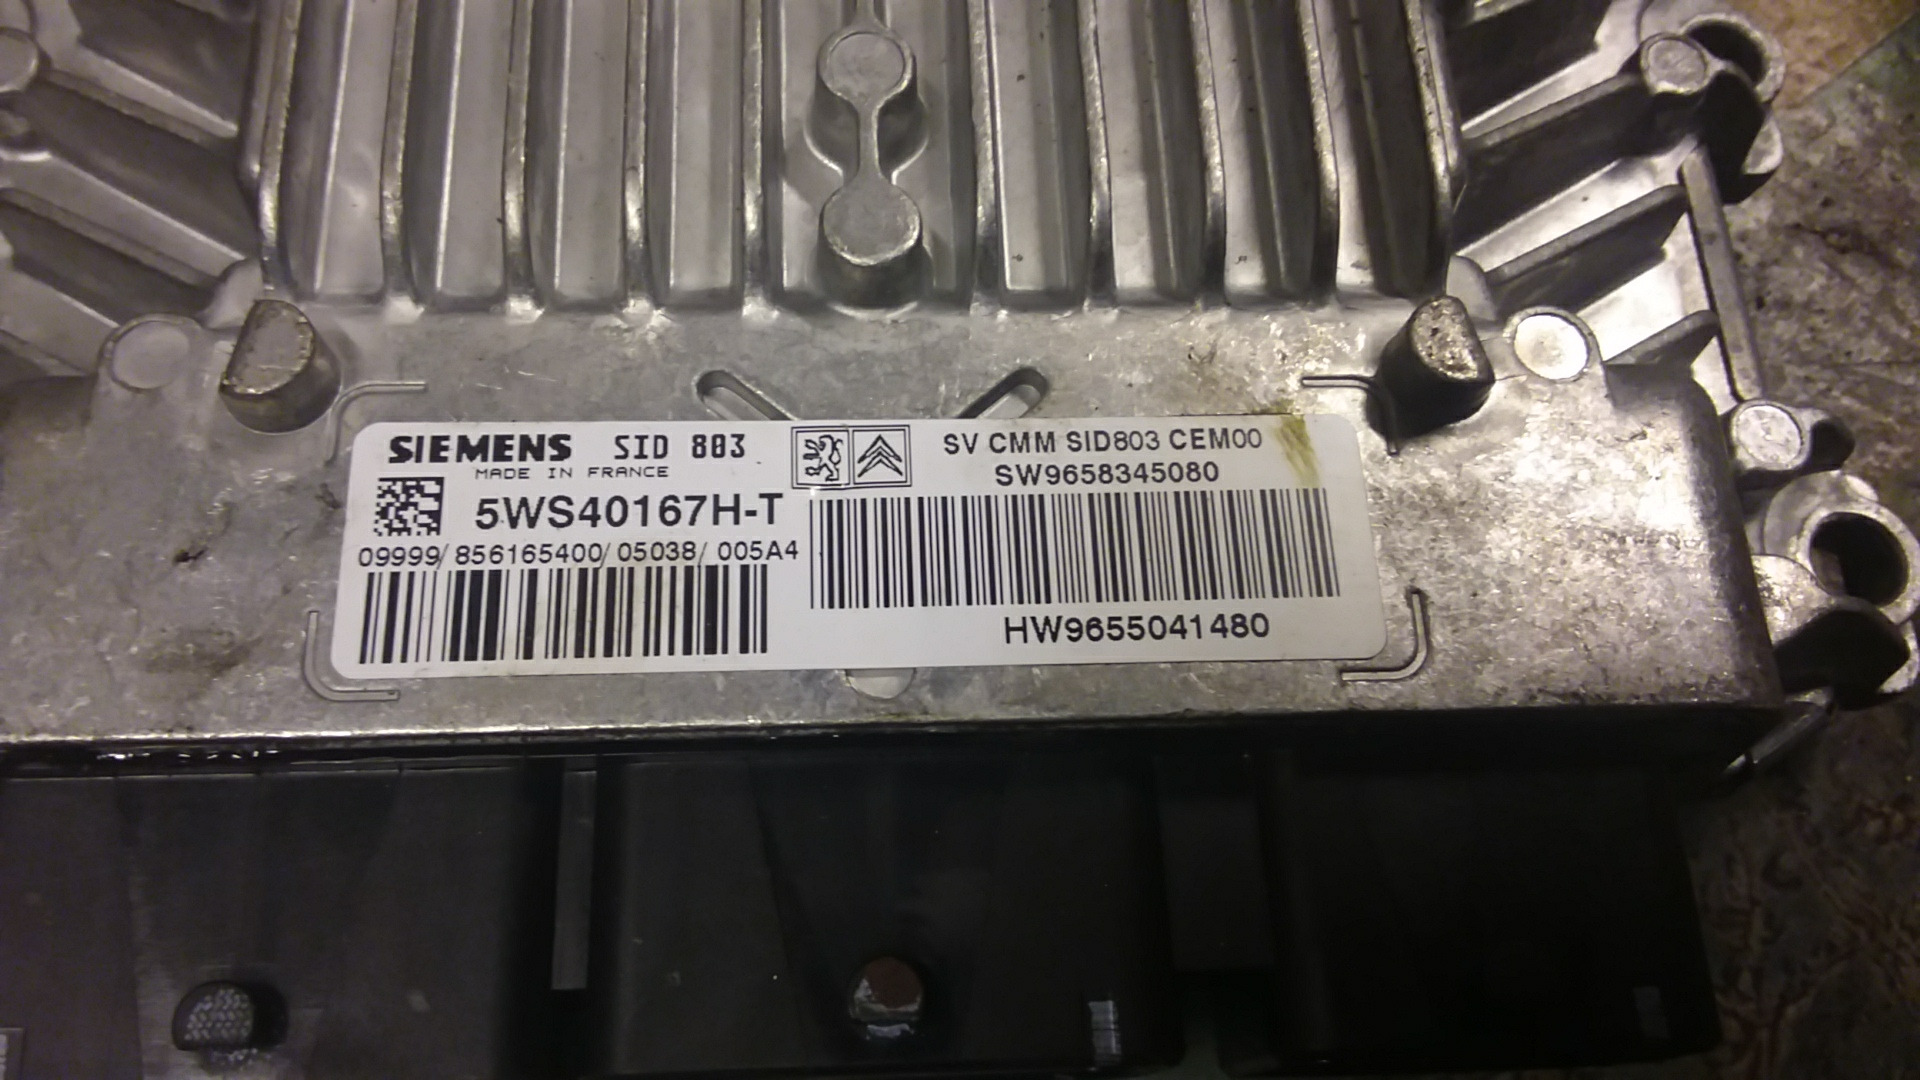 SIEMENS SID 803
MADE IN FRANCE
5WS40167H-T
09999/856165400/05038/005A4
SV CMM SID803 CEM00
SW9658345080
HW9655041480